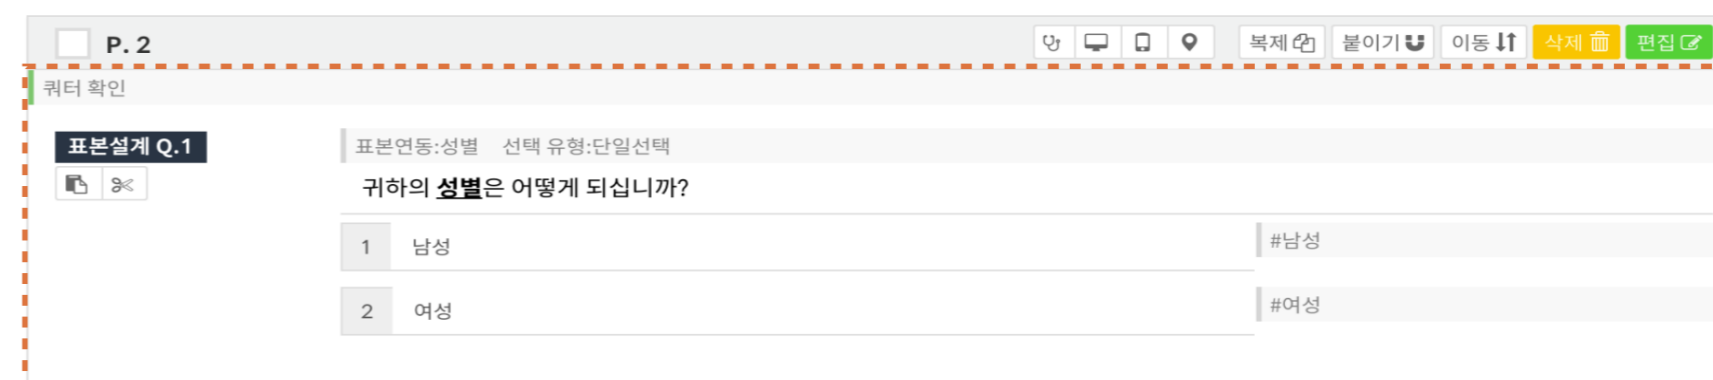 P. 2
복제 붙이기 이동 삭제 편집
쿼터 확인
표본설계 Q.1
표본연동:성별 선택 유형:단일선택
귀하의 성별은 어떻게 되십니까?
1 남성 #남성
2 여성 #여성